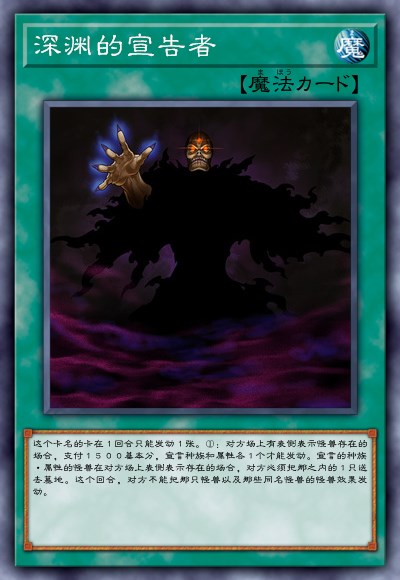 深渊的宣告者
魔
【魔法カード】
まほう
这个卡名的卡在1回合只能发动1张。①：对方场上有表侧表示怪兽存在的
场合，支付1500基本分，宣言种族和属性各1个才能发动。宣言的种族
·属性的怪兽在对方场上表侧表示存在的场合，对方必须把那之内的1只送
去墓地。这个回合，对方不能把那只怪兽以及那些同名怪兽的怪兽效果发
动。